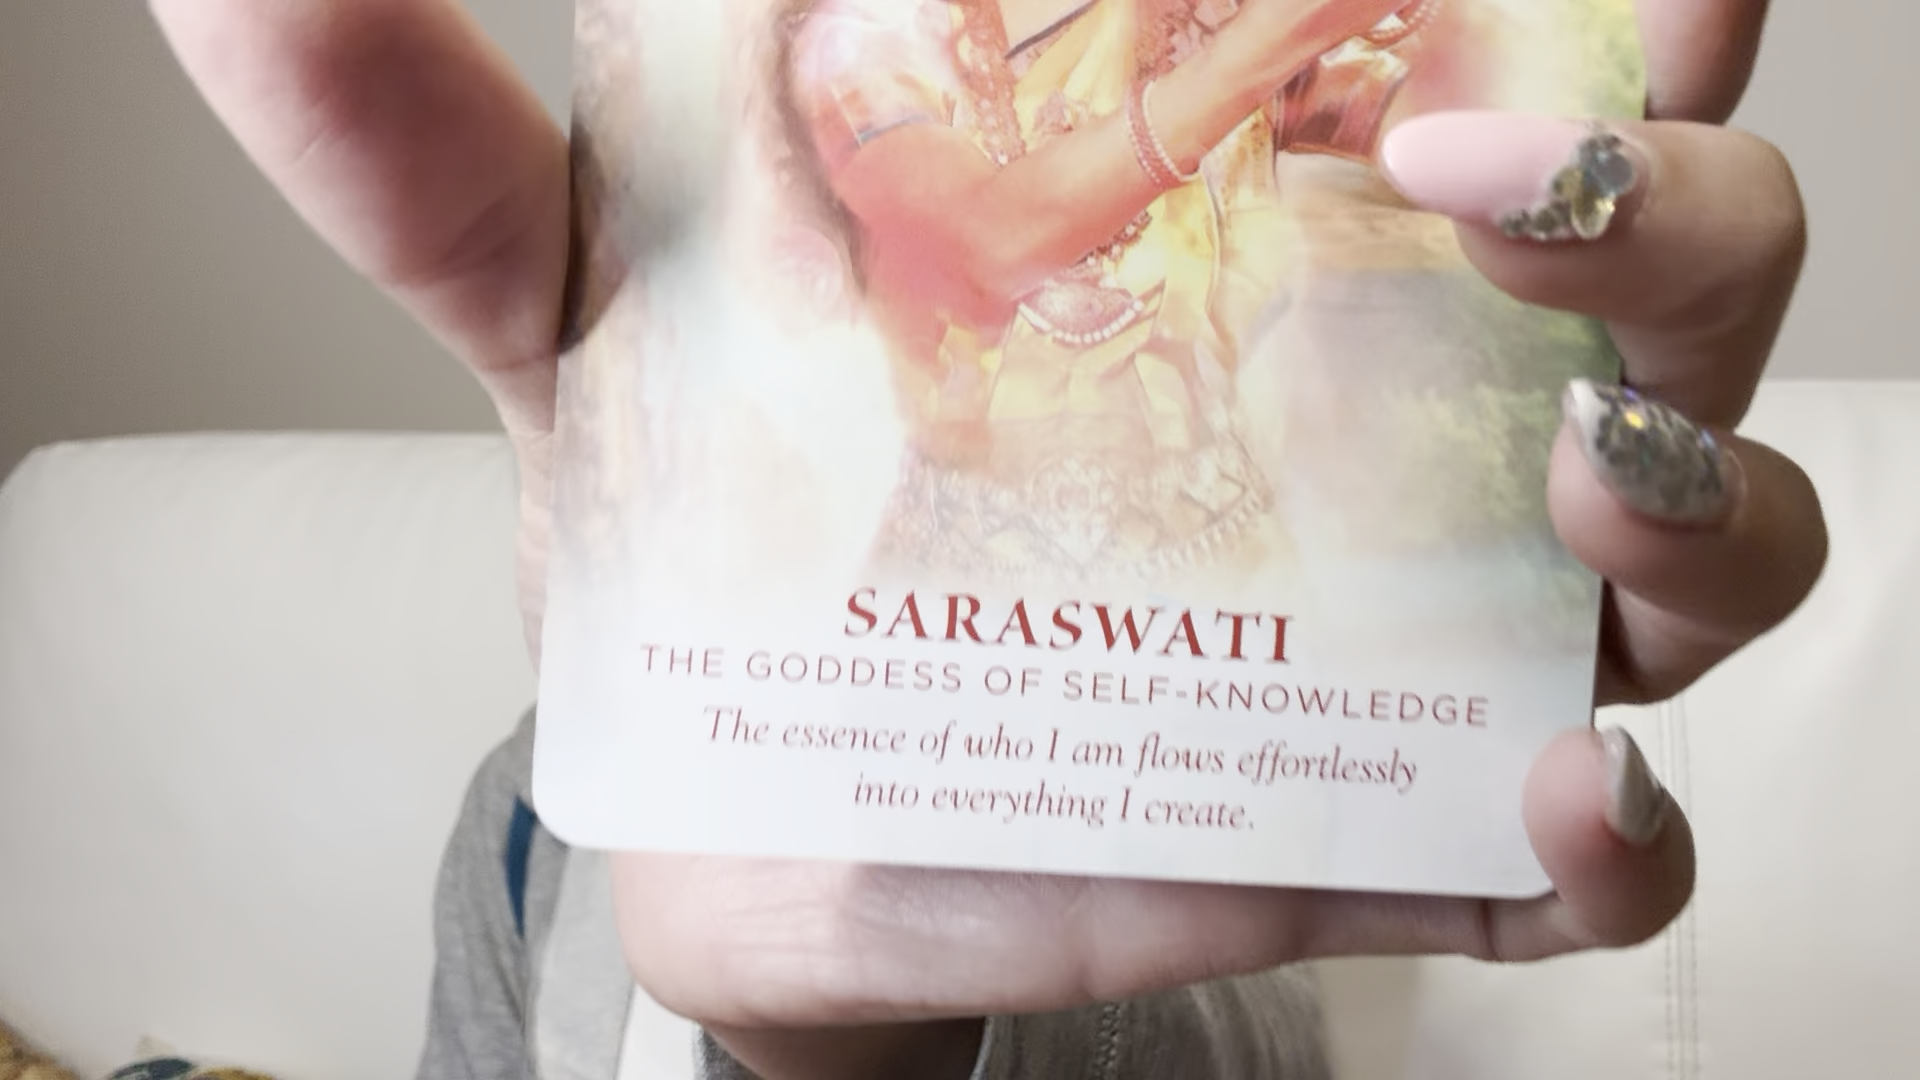 SARASWATI
THE GODDESS OF SELF-KNOWLEDGE
The essence of who I am flows effortlessly
into everything I create.